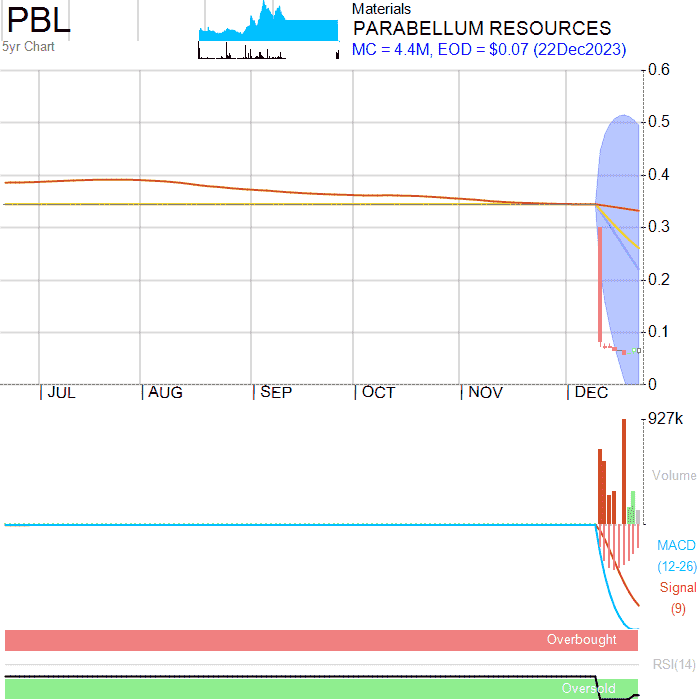 PBL
5yr Chart
Materials
PARABELLUM RESOURCES
MC = 4.4M, EOD = $0.07 (22Dec2023)
0.6
0.5
0.4
0.3
0.2
0.1
0
JUL AUG SEP OCT NOV DEC
927k
Volume
MACD
(12-26)
Signal
(9)
Overbought
RSI(14)
Oversold